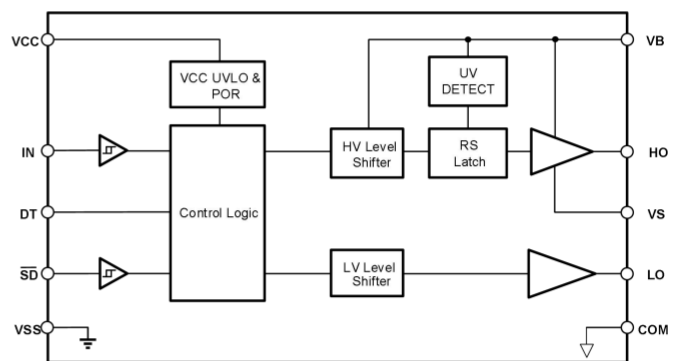 VCC
VB
VCC UVLO &
POR
UV
DETECT
IN
HV Level
Shifter
RS
Latch
HO
DT
Control Logic
VS
SD
LV Level
Shifter
LO
VSS
COM